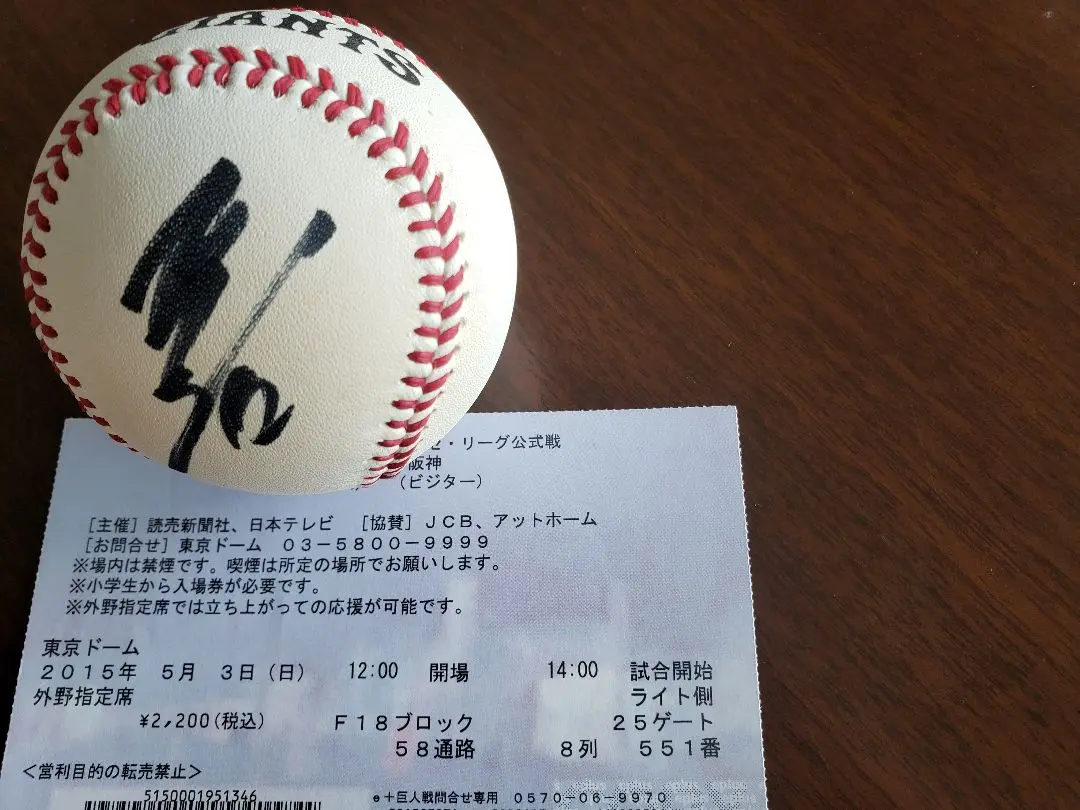 GIANTS
セ・リーグ公式戦
阪神
（ビジター）
［主催］読売新聞社、日本テレビ　［協賛］ＪＣＢ、アットホーム
［お問合せ］東京ドーム　０３－５８００－９９９９
※場内は禁煙です。喫煙は所定の場所でお願いします。
※小学生から入場券が必要です。
※外野指定席では立ち上がっての応援が可能です。
東京ドーム
２０１５年　５月　３日（日）　12:00　開場　14:00　試合開始
外野指定席　ライト側
¥2,200(税込)　Ｆ１８ブロック　２５ゲート
５８通路　８列　５５１番
＜営利目的の転売禁止＞
5150001951346
ｅ＋巨人戦問合せ専用　０５７０－０６－９９７０